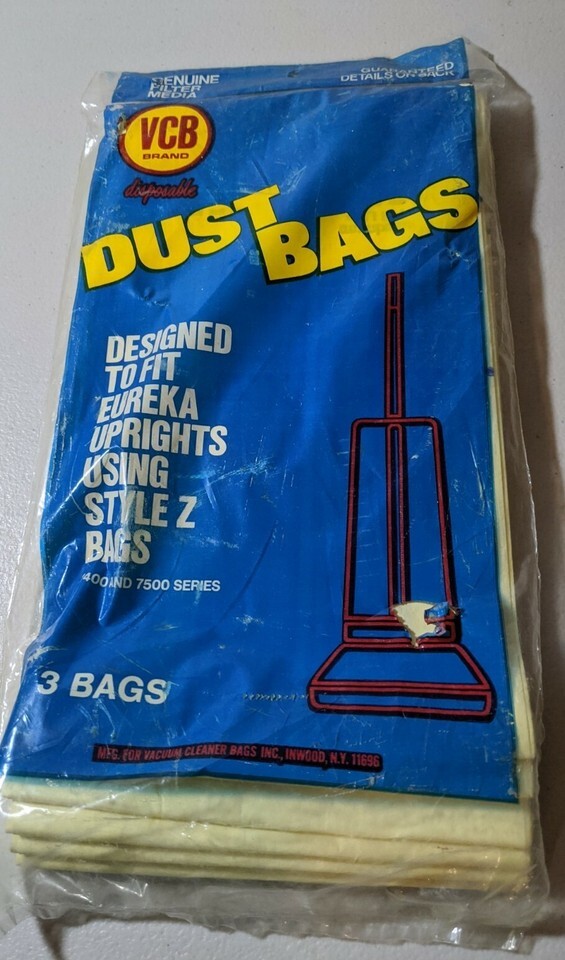 GENUINE
FILTER
MEDIA
GUARANTEED
DETAILS ON BACK
VCB
BRAND
disposable
DUST BAGS
DESIGNED
TO FIT
EUREKA
UPRIGHTS
USING
STYLE Z
BAGS
400 AND 7500 SERIES
3 BAGS
MFG. FOR VACUUM CLEANER BAGS INC., INWOOD, N.Y. 11696